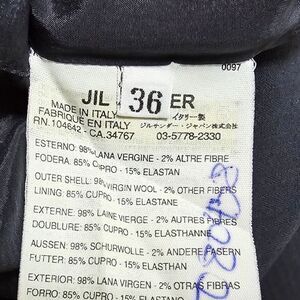 0097
JIL 36 ER
MADE IN ITALY イタリー製
FABRIQUE EN ITALY ジルサンダー・ジャパン株式会社
RN.104642 - CA.34767 03-5778-2330
ESTERNO: 98% LANA VERGINE - 2% ALTRE FIBRE
FODERA: 85% CUPRO - 15% ELASTAN
OUTER SHELL: 98% VIRGIN WOOL - 2% OTHER FIBERS
LINING: 85% CUPRO - 15% ELASTANE
EXTERNE: 98% LAINE VIERGE - 2% AUTRES FIBRES
DOUBLURE: 85% CUPRO - 15% ELASTHANNE
AUSSEN: 98% SCHURWOLLE - 2% ANDERE FASERN
FUTTER: 85% CUPRO - 15% ELASTHAN
EXTERIOR: 98% LANA VIRGEN - 2% OTRAS FIBRAS
FORRO: 85% CUPRO - 15% ELASTAN